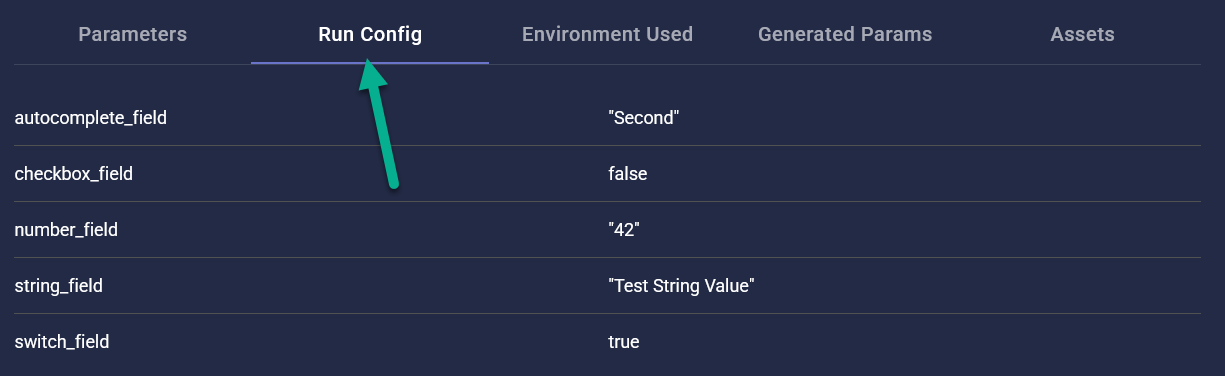 Parameters Run Config Environment Used Generated Params Assets
autocomplete_field "Second"
checkbox_field false
number_field "42"
string_field "Test String Value"
switch_field true